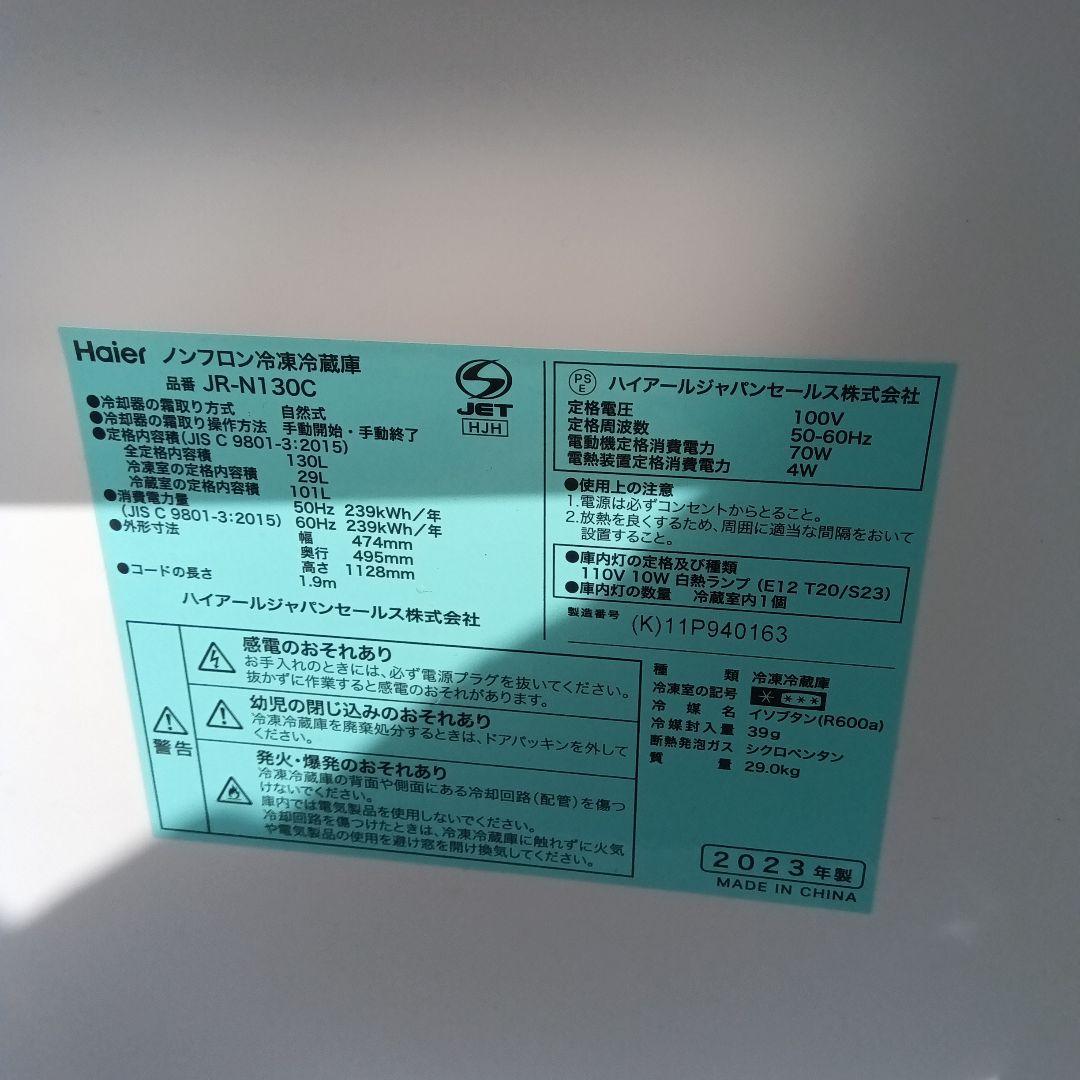 Haier ノンフロン冷凍冷蔵庫
品番 JR-N130C
●冷却器の霜取り方式 自然式
●冷却器の霜取り操作方法 手動開始・手動終了
●定格内容積(JIS C 9801-3:2015)
全定格内容積 130L
冷凍室の定格内容積 29L
冷蔵室の定格内容積 101L
●消費電力量 50Hz 239kWh/年
(JIS C 9801-3:2015) 60Hz 239kWh/年
●外形寸法 幅 474mm
奥行 495mm
高さ 1128mm
●コードの長さ 1.9m
ハイアールジャパンセールス株式会社
JET
HJH
PS
E
ハイアールジャパンセールス株式会社
定格電圧 100V
定格周波数 50-60Hz
電動機定格消費電力 70W
電熱装置定格消費電力 4W
●使用上の注意
1.電源は必ずコンセントからとること。
2.放熱を良くするため、周囲に適当な間隔をおいて
設置すること。
●庫内灯の定格及び種類
110V 10W 白熱ランプ (E12 T20/S23)
●庫内灯の数量 冷蔵室内1個
製造番号 (K)11P940163
警告
感電のおそれあり
お手入れのときには、必ず電源プラグを抜いてください。
抜かずに作業すると感電のおそれがあります。
幼児の閉じ込みのおそれあり
冷凍冷蔵庫を廃棄処分するときは、ドアパッキンを外して
ください。
発火・爆発のおそれあり
冷凍冷蔵庫の背面や側面にある冷却回路(配管)を傷つ
けないでください。
庫内では電気製品を使用しないでください。
冷却回路を傷つけたときは、冷凍冷蔵庫に触れずに火気
や電気製品の使用を避け窓を開け換気してください。
種類 冷凍冷蔵庫
冷凍室の記号
冷媒名 イソブタン(R600a)
冷媒封入量 39g
断熱発泡ガス シクロペンタン
質量 29.0kg
2023年製
MADE IN CHINA